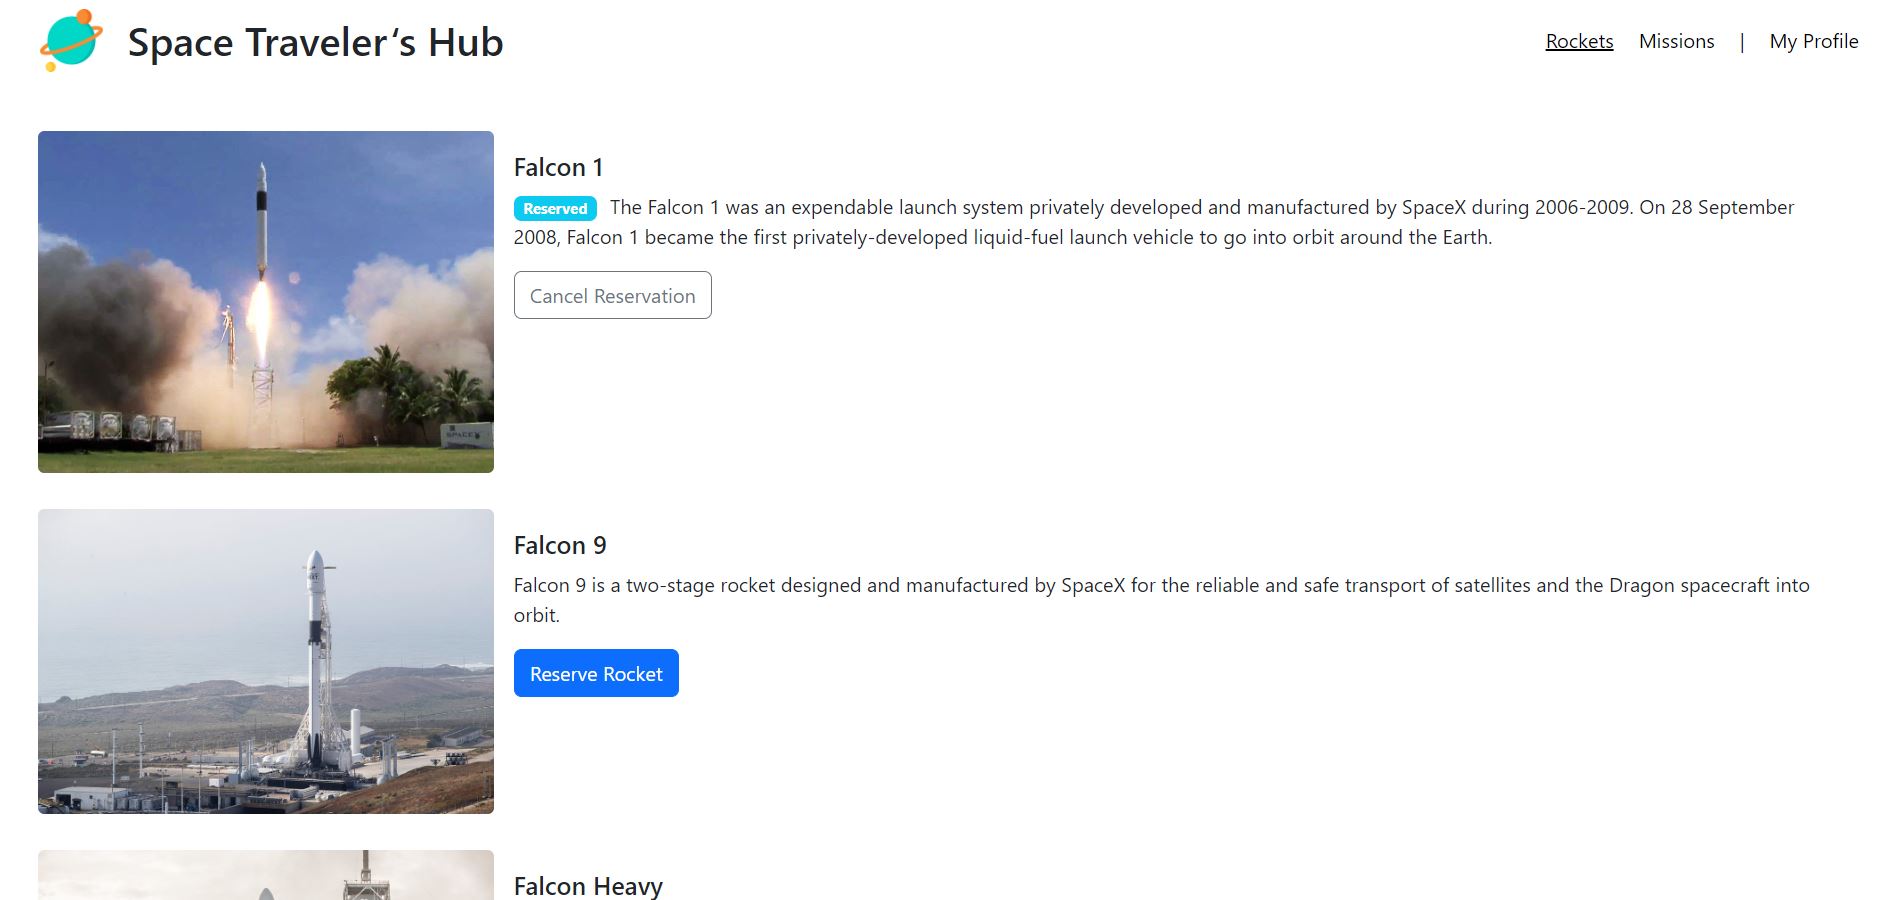 Space Traveler‘s Hub
Rockets Missions | My Profile
Falcon 1
Reserved The Falcon 1 was an expendable launch system privately developed and manufactured by SpaceX during 2006-2009. On 28 September
2008, Falcon 1 became the first privately-developed liquid-fuel launch vehicle to go into orbit around the Earth.
Cancel Reservation
SPACEX
Falcon 9
Falcon 9 is a two-stage rocket designed and manufactured by SpaceX for the reliable and safe transport of satellites and the Dragon spacecraft into
orbit.
Reserve Rocket
Falcon Heavy